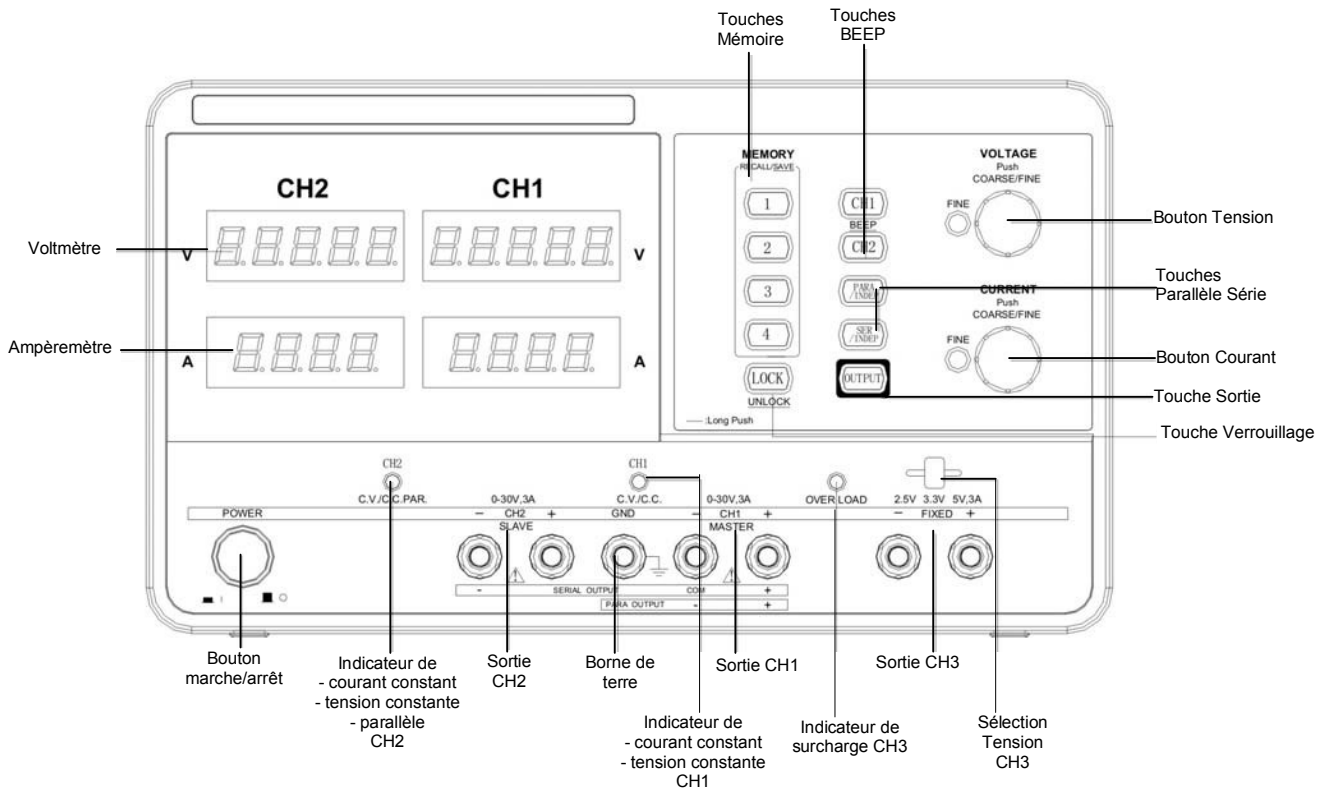 Touches
Mémoire
Touches
BEEP
MEMORY
RECALL/SAVE
1
2
3
4
LOCK
UNLOCK
—— :Long Push
CH1
BEEP
CH2
PARA
/INDEP
SER
/INDEP
OUTPUT
VOLTAGE
Push
COARSE/FINE
FINE
CURRENT
Push
COARSE/FINE
FINE
Bouton Tension
Touches
Parallèle Série
Bouton Courant
Touche Sortie
Touche Verrouillage
CH2
CH1
Voltmètre
V
V
Ampèremètre
A
A
CH2
CH1
C.V./C.C.PAR.
0-30V,3A
C.V./C.C.
0-30V,3A
OVER LOAD
2.5V 3.3V 5V,3A
POWER
− CH2 +
GND
− CH1 +
− FIXED +
SLAVE
MASTER
- SERIAL OUTPUT COM +
PARA OUTPUT - +
Bouton
marche/arrêt
Indicateur de
- courant constant
- tension constante
- parallèle
CH2
Sortie
CH2
Borne de
terre
Indicateur de
- courant constant
- tension constante
CH1
Sortie CH1
Indicateur de
surcharge CH3
Sortie CH3
Sélection
Tension
CH3